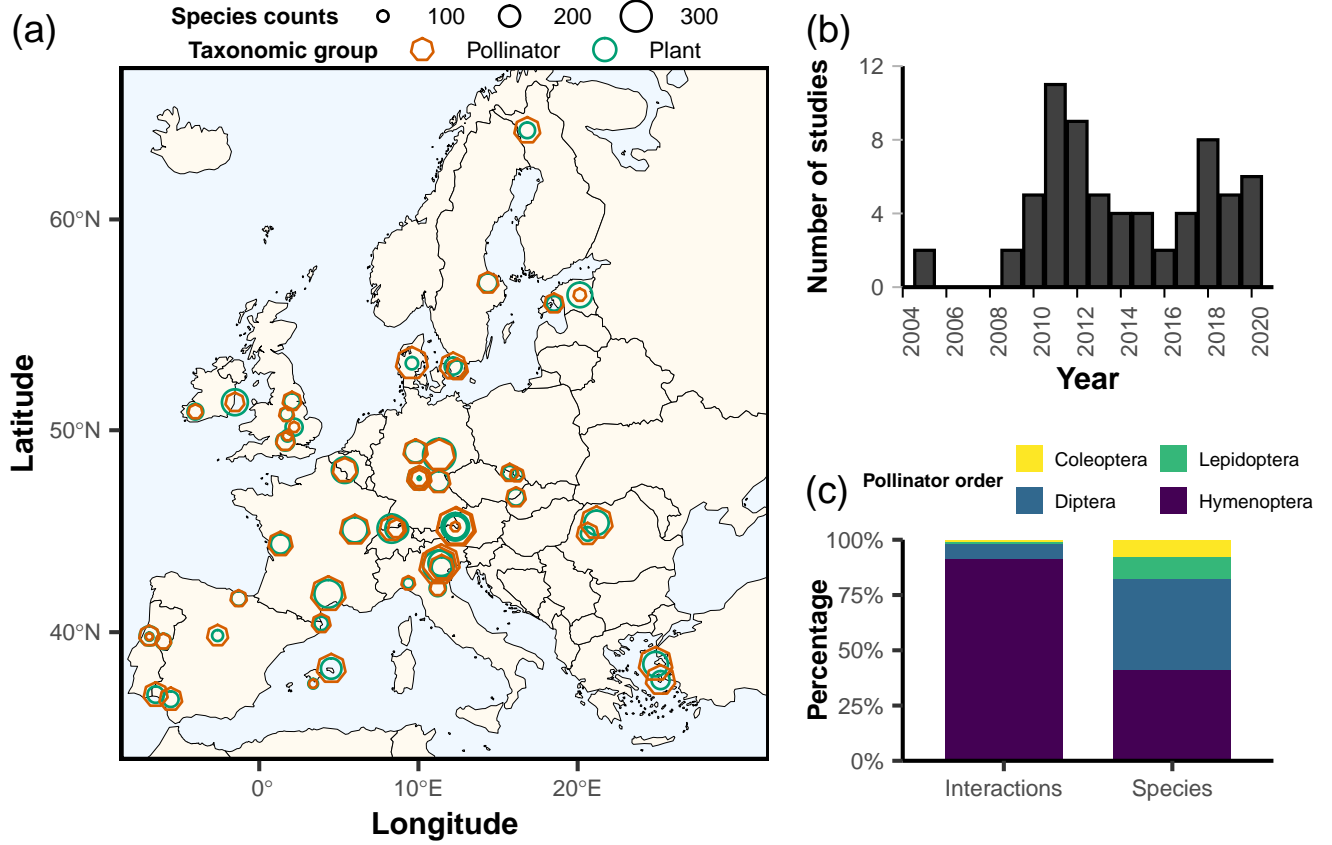 (a)
Species counts 100 200 300
Taxonomic group Pollinator Plant
60°N
50°N
40°N
Latitude
0° 10°E 20°E
Longitude
(b)
Number of studies
12
8
4
0
2004 2006 2008 2010 2012 2014 2016 2018 2020
Year
(c)
Pollinator order
Coleoptera Lepidoptera
Diptera Hymenoptera
Percentage
100%
75%
50%
25%
0%
Interactions Species